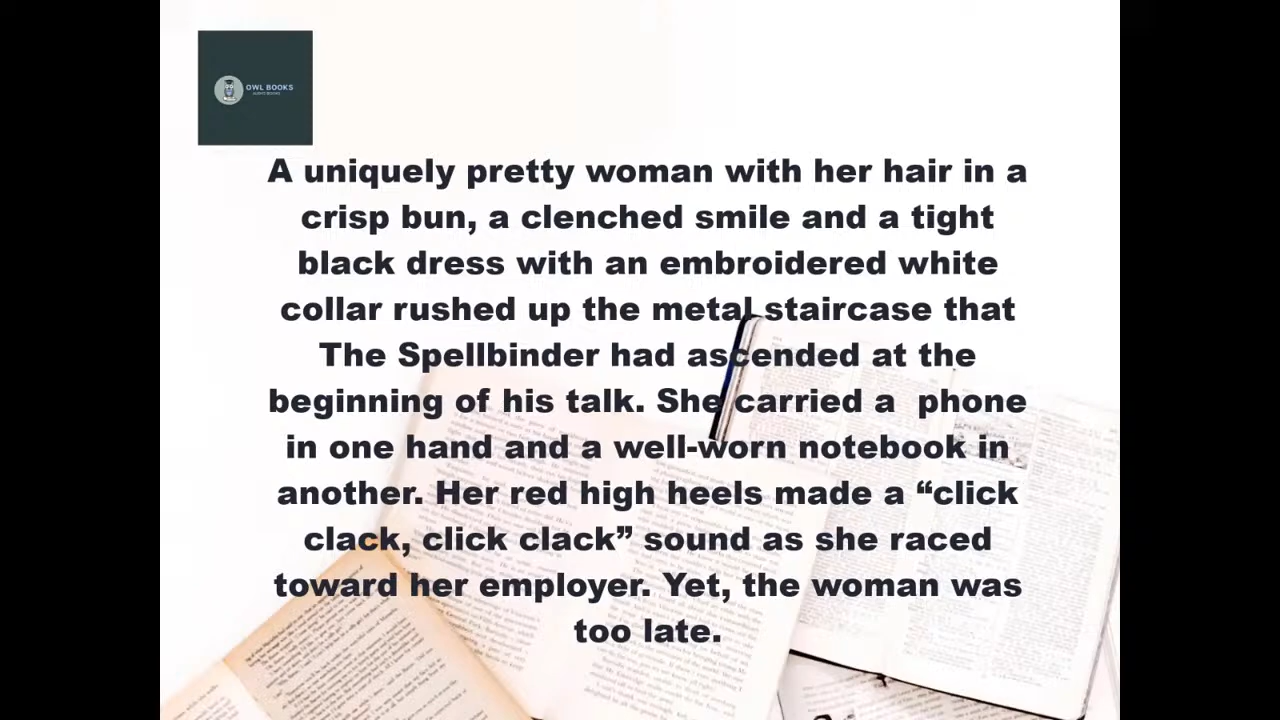 OWL BOOKS
A uniquely pretty woman with her hair in a
crisp bun, a clenched smile and a tight
black dress with an embroidered white
collar rushed up the metal staircase that
The Spellbinder had ascended at the
beginning of his talk. She carried a  phone
in one hand and a well-worn notebook in
another. Her red high heels made a “click
clack, click clack” sound as she raced
toward her employer. Yet, the woman was
too late.